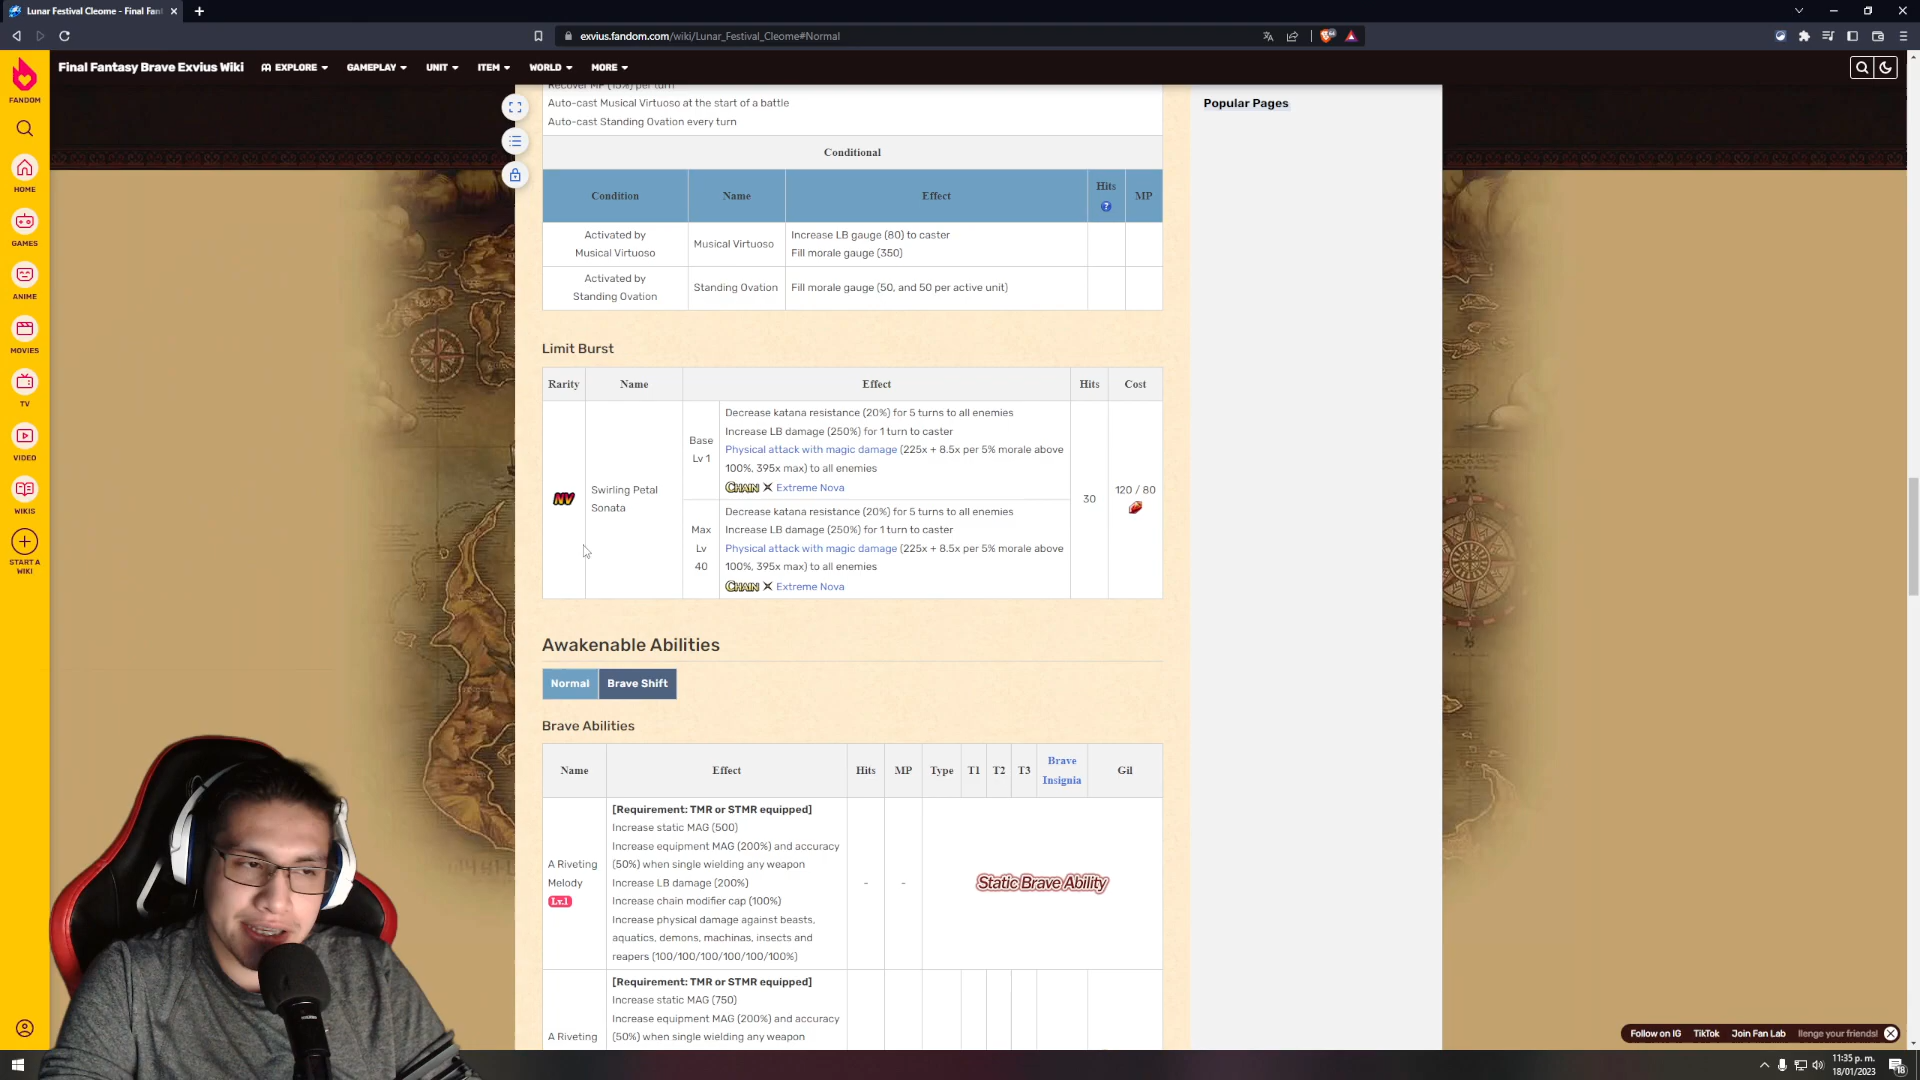 Lunar Festival Cleome - Final Fan
exvius.fandom.com/wiki/Lunar_Festival_Cleome#Normal
Final Fantasy Brave Exvius Wiki
EXPLORE
GAMEPLAY
UNIT
ITEM
WORLD
MORE
FANDOM
HOME
GAMES
ANIME
MOVIES
TV
VIDEO
WIKIS
START A
WIKI
Recover MP (15%) per turn
Auto-cast Musical Virtuoso at the start of a battle
Auto-cast Standing Ovation every turn
Popular Pages
Conditional
Condition Name Effect Hits ? MP
Activated by
Musical Virtuoso
Musical Virtuoso
Increase LB gauge (80) to caster
Fill morale gauge (350)
Activated by
Standing Ovation
Standing Ovation
Fill morale gauge (50, and 50 per active unit)
Limit Burst
Rarity Name Effect Hits Cost
NV
Swirling Petal
Sonata
Base
Lv 1
Decrease katana resistance (20%) for 5 turns to all enemies
Increase LB damage (250%) for 1 turn to caster
Physical attack with magic damage (225x + 8.5x per 5% morale above
100%, 395x max) to all enemies
CHAIN Extreme Nova
Max
Lv
40
Decrease katana resistance (20%) for 5 turns to all enemies
Increase LB damage (250%) for 1 turn to caster
Physical attack with magic damage (225x + 8.5x per 5% morale above
100%, 395x max) to all enemies
CHAIN Extreme Nova
30
120 / 80
Awakenable Abilities
Normal Brave Shift
Brave Abilities
Name Effect Hits MP Type T1 T2 T3 Brave
Insignia Gil
A Riveting
Melody
Lv.1
[Requirement: TMR or STMR equipped]
Increase static MAG (500)
Increase equipment MAG (200%) and accuracy
(50%) when single wielding any weapon
Increase LB damage (200%)
Increase chain modifier cap (100%)
Increase physical damage against beasts,
aquatics, demons, machinas, insects and
reapers (100/100/100/100/100/100%)
- -
Static Brave Ability
A Riveting
[Requirement: TMR or STMR equipped]
Increase static MAG (750)
Increase equipment MAG (200%) and accuracy
(50%) when single wielding any weapon
Follow on IG TikTok Join Fan Lab llenge your friends!
11:35 p. m.
18/01/2023